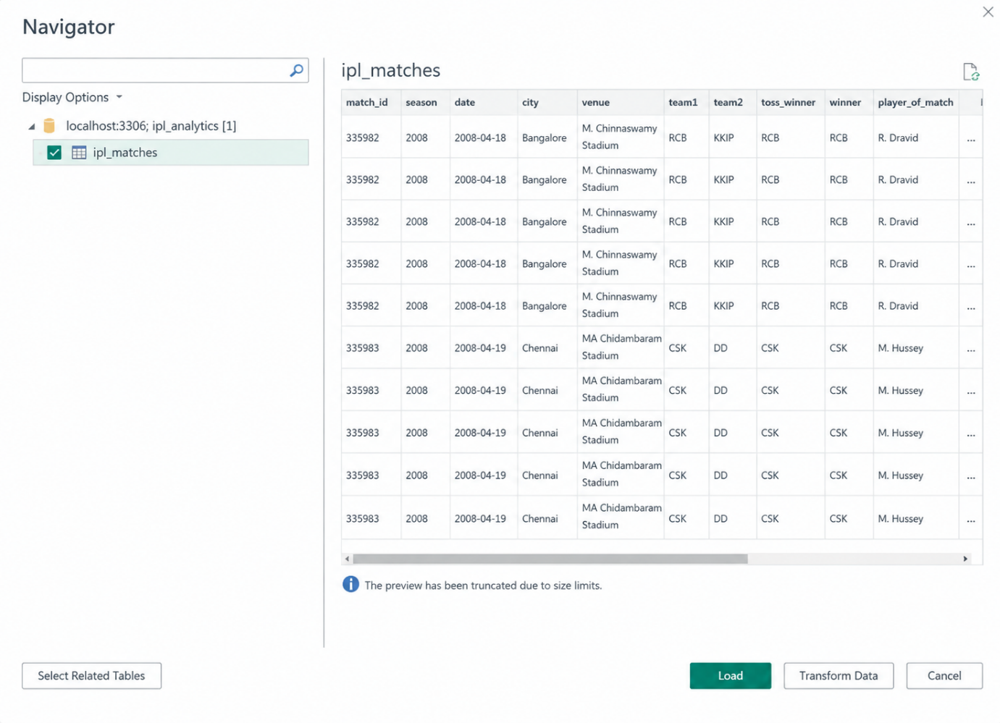 Navigator
Display Options
localhost:3306; ipl_analytics [1]
ipl_matches
ipl_matches
match_id season date city venue team1 team2 toss_winner winner player_of_match
335982 2008 2008-04-18 Bangalore M. Chinnaswamy Stadium RCB KKIP RCB RCB R. Dravid ...
335982 2008 2008-04-18 Bangalore M. Chinnaswamy Stadium RCB KKIP RCB RCB R. Dravid ...
335982 2008 2008-04-18 Bangalore M. Chinnaswamy Stadium RCB KKIP RCB RCB R. Dravid ...
335982 2008 2008-04-18 Bangalore M. Chinnaswamy Stadium RCB KKIP RCB RCB R. Dravid ...
335982 2008 2008-04-18 Bangalore M. Chinnaswamy Stadium RCB KKIP RCB RCB R. Dravid ...
335983 2008 2008-04-19 Chennai MA Chidambaram Stadium CSK DD CSK CSK M. Hussey ...
335983 2008 2008-04-19 Chennai MA Chidambaram Stadium CSK DD CSK CSK M. Hussey ...
335983 2008 2008-04-19 Chennai MA Chidambaram Stadium CSK DD CSK CSK M. Hussey ...
335983 2008 2008-04-19 Chennai MA Chidambaram Stadium CSK DD CSK CSK M. Hussey ...
335983 2008 2008-04-19 Chennai MA Chidambaram Stadium CSK DD CSK CSK M. Hussey ...
The preview has been truncated due to size limits.
Select Related Tables
Load
Transform Data
Cancel